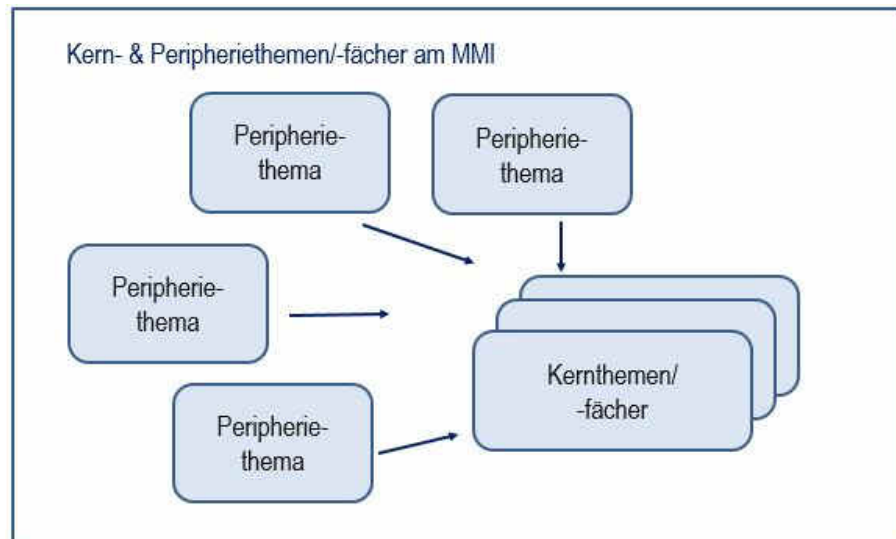 Kern- & Peripheriethemen/-fächer am MMI
Peripherie-
thema
Peripherie-
thema
Peripherie-
thema
Kernthemen/
-fächer
Peripherie-
thema